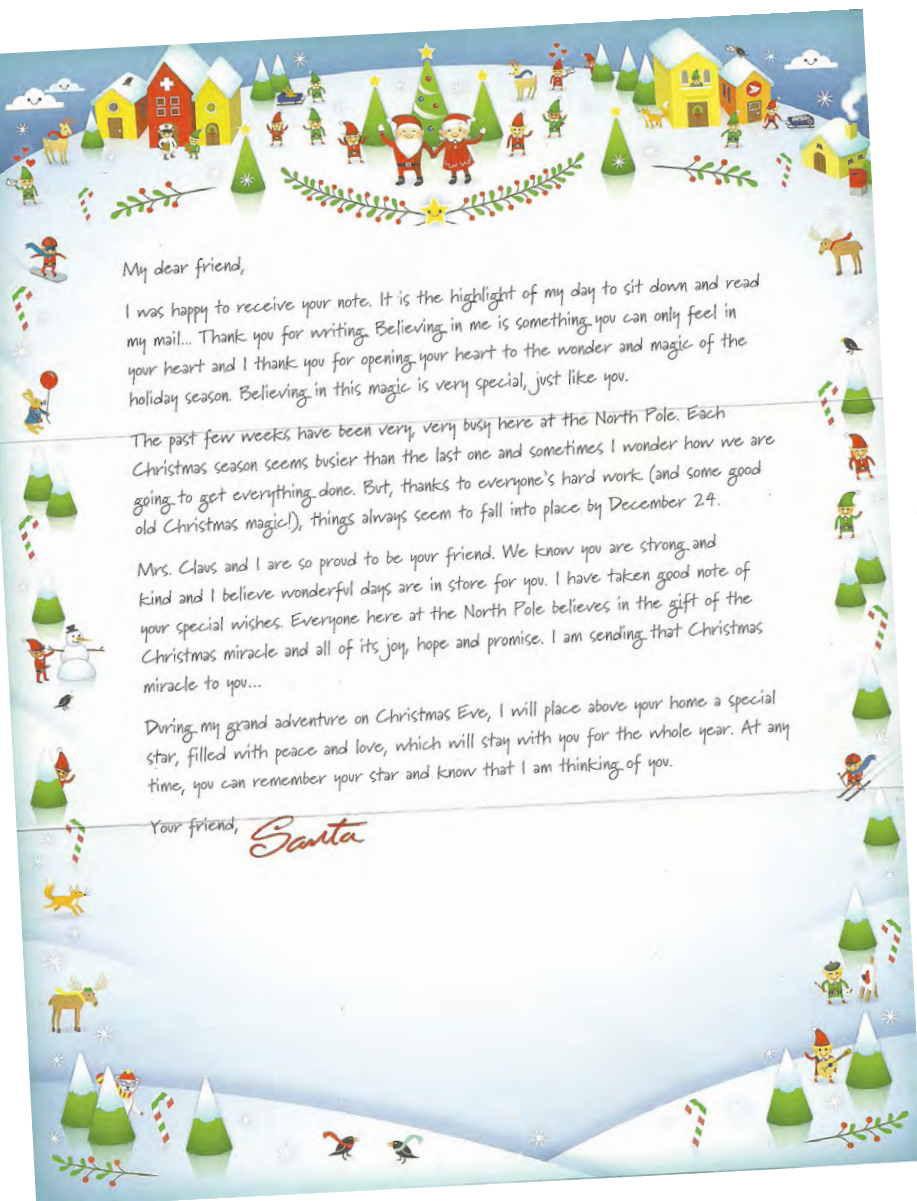 My dear friend,
I was happy to receive your note. It is the highlight of my day to sit down and read
my mail... Thank you for writing. Believing in me is something you can only feel in
your heart and I thank you for opening your heart to the wonder and magic of the
holiday season. Believing in this magic is very special, just like you.
The past few weeks have been very, very busy here at the North Pole. Each
Christmas season seems busier than the last one and sometimes I wonder how we are
going to get everything done. But, thanks to everyone's hard work (and some good
old Christmas magic!), things always seem to fall into place by December 24.
Mrs. Claus and I are so proud to be your friend. We know you are strong and
kind and I believe wonderful days are in store for you. I have taken good note of
your special wishes. Everyone here at the North Pole believes in the gift of the
Christmas miracle and all of its joy, hope and promise. I am sending that Christmas
miracle to you...
During my grand adventure on Christmas Eve, I will place above your home a special
star, filled with peace and love, which will stay with you for the whole year. At any
time, you can remember your star and know that I am thinking of you.
Your friend, Santa